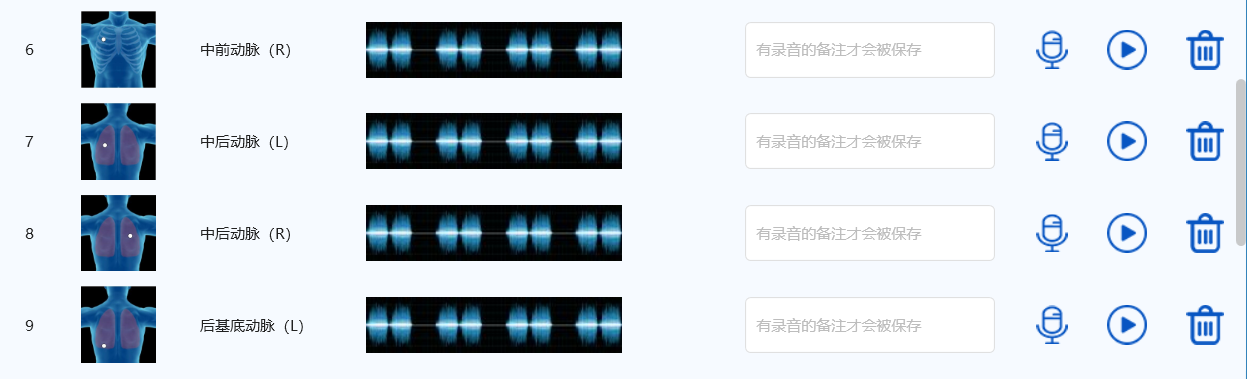 6 中前动脉（R） 有录音的备注才会被保存
7 中后动脉（L） 有录音的备注才会被保存
8 中后动脉（R） 有录音的备注才会被保存
9 后基底动脉（L） 有录音的备注才会被保存